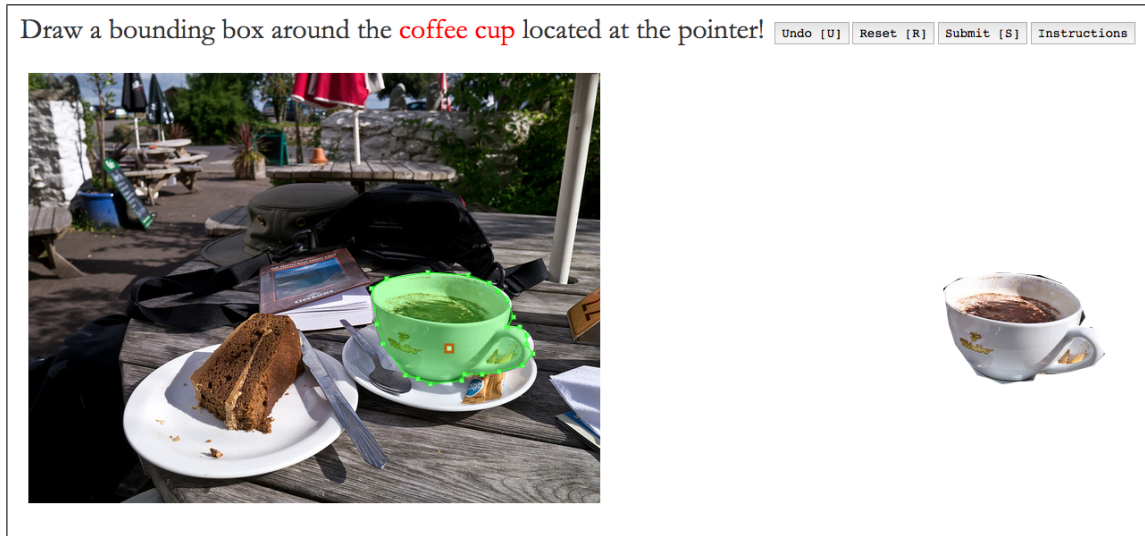 Draw a bounding box around the coffee cup located at the pointer! Undo [U] Reset [R] Submit [S] Instructions